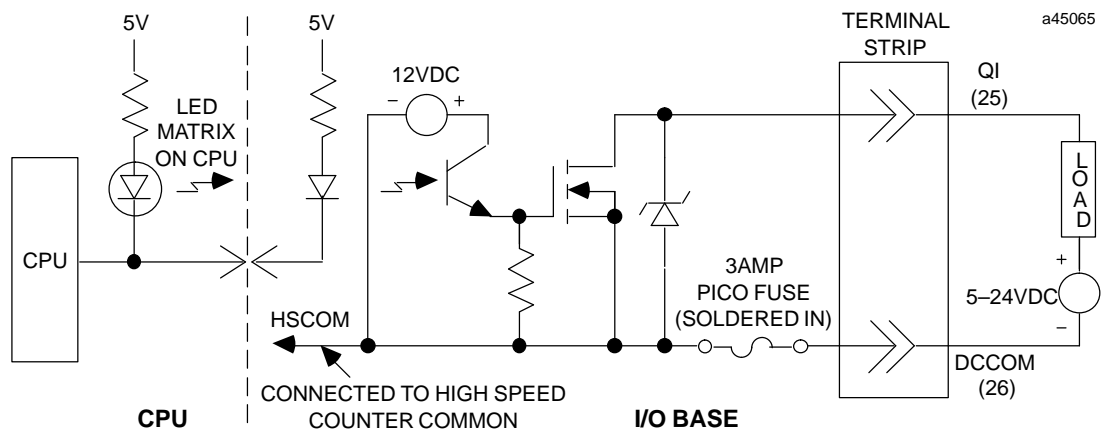 5V
5V
TERMINAL
STRIP
a45065
12VDC
–
+
QI
(25)
LED
MATRIX
ON CPU
LOAD
CPU
3AMP
PICO FUSE
(SOLDERED IN)
+
5–24VDC
–
HSCOM
DCCOM
(26)
CONNECTED TO HIGH SPEED
COUNTER COMMON
CPU
I/O BASE